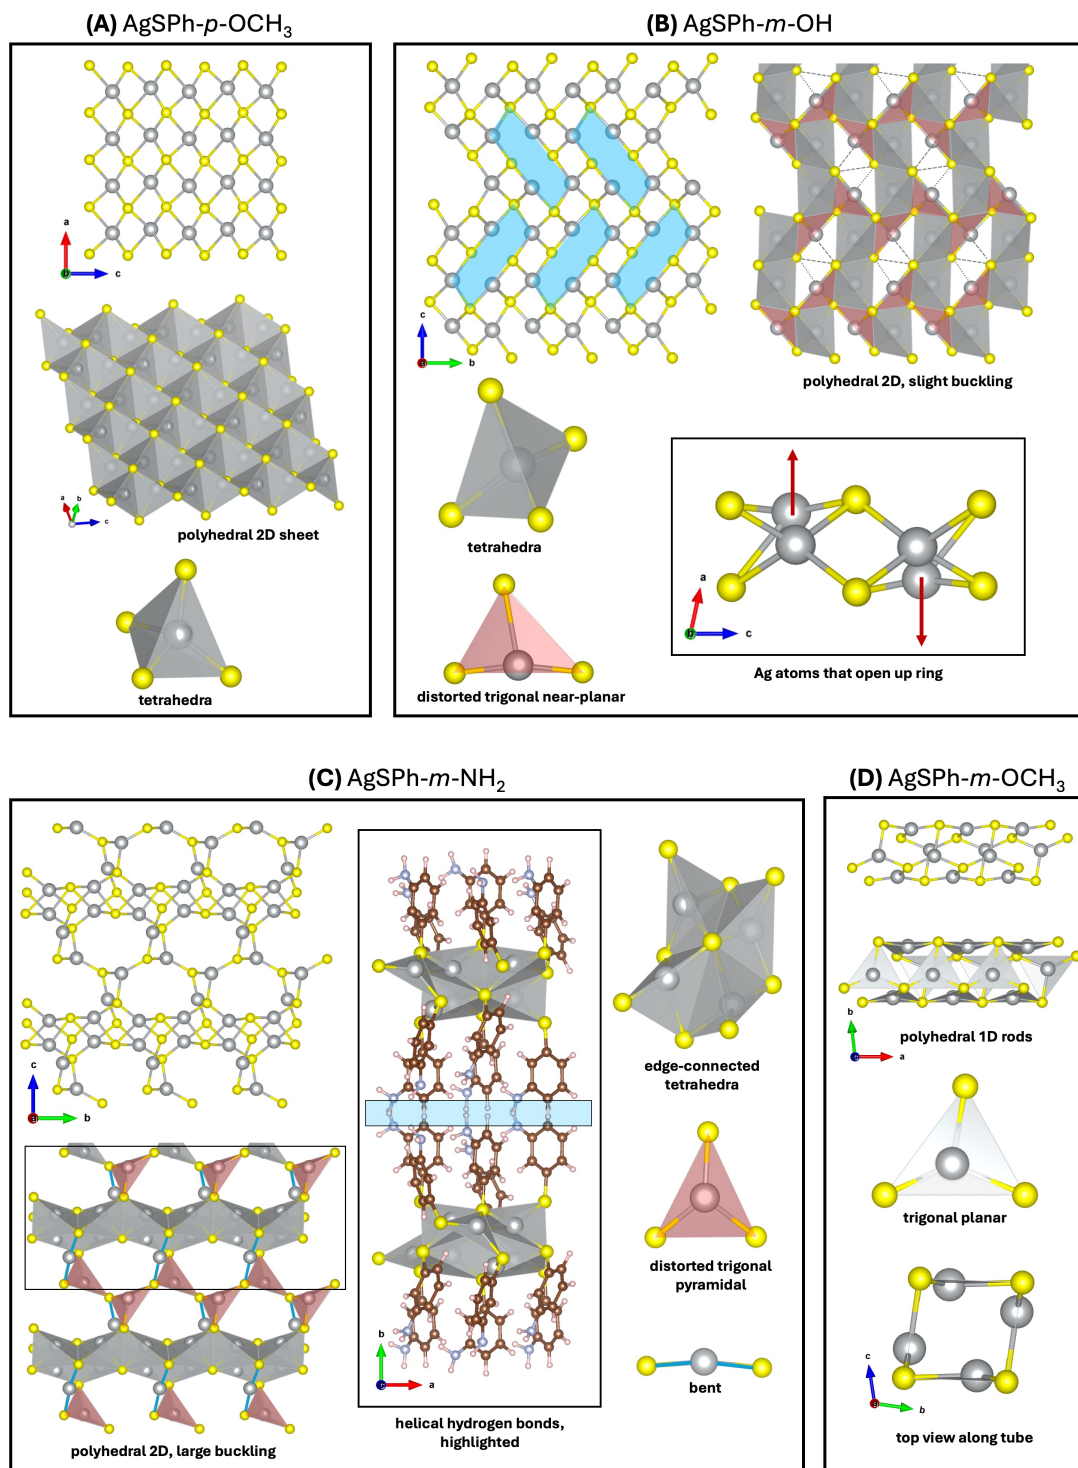 (A) AgSPh-p-OCH₃
(B) AgSPh-m-OH
a
b
c
polyhedral 2D sheet
a
b
c
tetrahedra
c
a
b
polyhedral 2D, slight buckling
tetrahedra
a
b
c
distorted trigonal near-planar
Ag atoms that open up ring
(C) AgSPh-m-NH₂
(D) AgSPh-m-OCH₃
c
a
b
polyhedral 2D, large buckling
b
c
a
helical hydrogen bonds,
highlighted
edge-connected
tetrahedra
distorted trigonal
pyramidal
bent
b
c
a
polyhedral 1D rods
trigonal planar
c
a
b
top view along tube